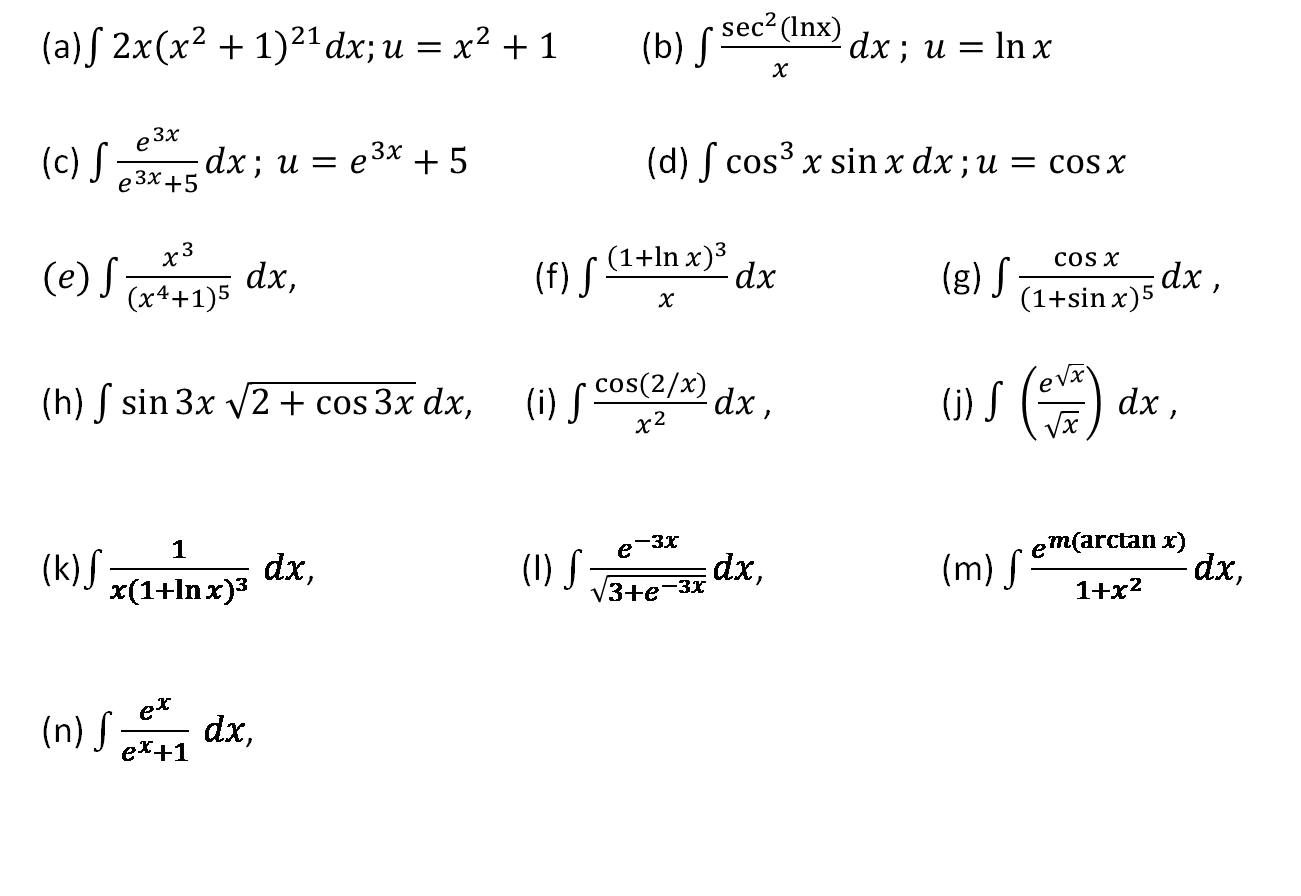 (a)∫ 2x(x² + 1)²¹dx; u = x² + 1 (b) ∫ sec²(lnx)/x dx ; u = ln x
(c) ∫ e³ˣ/(e³ˣ+5) dx ; u = e³ˣ + 5 (d) ∫ cos³ x sin x dx ; u = cos x
(e) ∫ x³/(x⁴+1)⁵ dx, (f) ∫ (1+ln x)³/x dx (g) ∫ cos x/(1+sin x)⁵ dx ,
(h) ∫ sin 3x √(2 + cos 3x) dx, (i) ∫ cos(2/x)/x² dx , (j) ∫ (e^√x/√x) dx ,
(k)∫ 1/(x(1+ln x)³) dx, (l) ∫ e⁻³ˣ/√(3+e⁻³ˣ) dx, (m) ∫ e^m(arctan x)/(1+x²) dx,
(n) ∫ eˣ/(eˣ+1) dx,